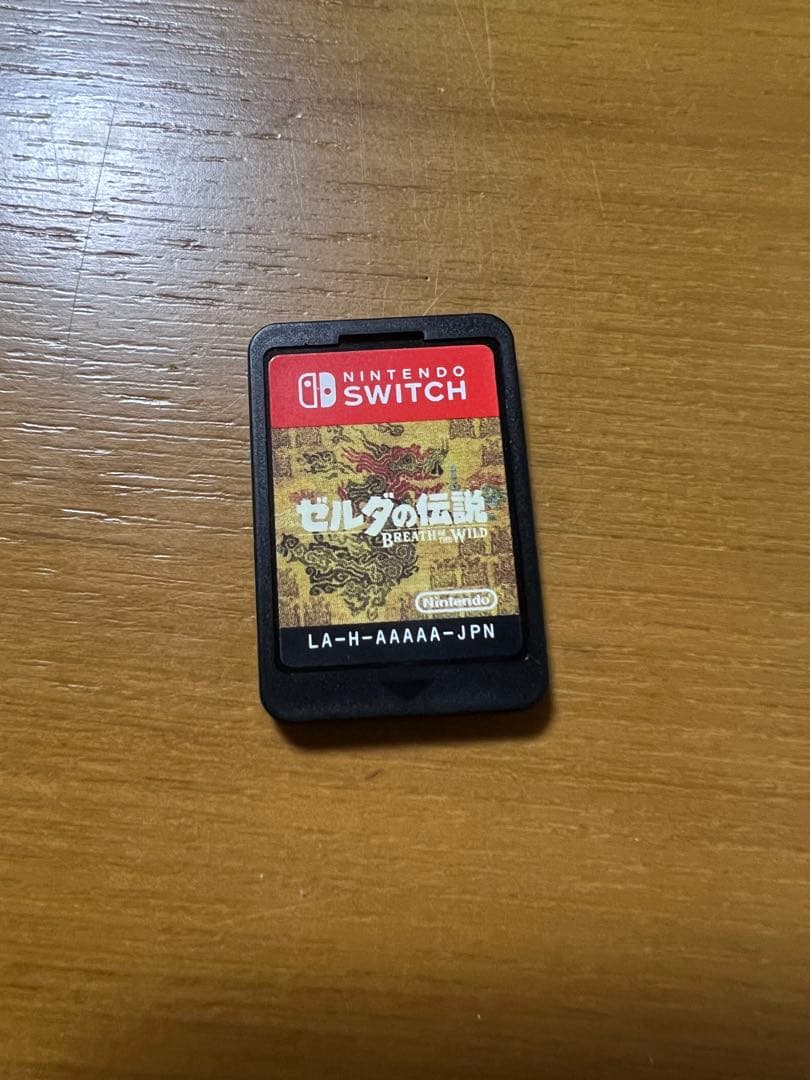 NINTENDO
SWITCH
ゼルダの伝説
BREATH OF THE WILD
Nintendo
LA-H-AAAAA-JPN